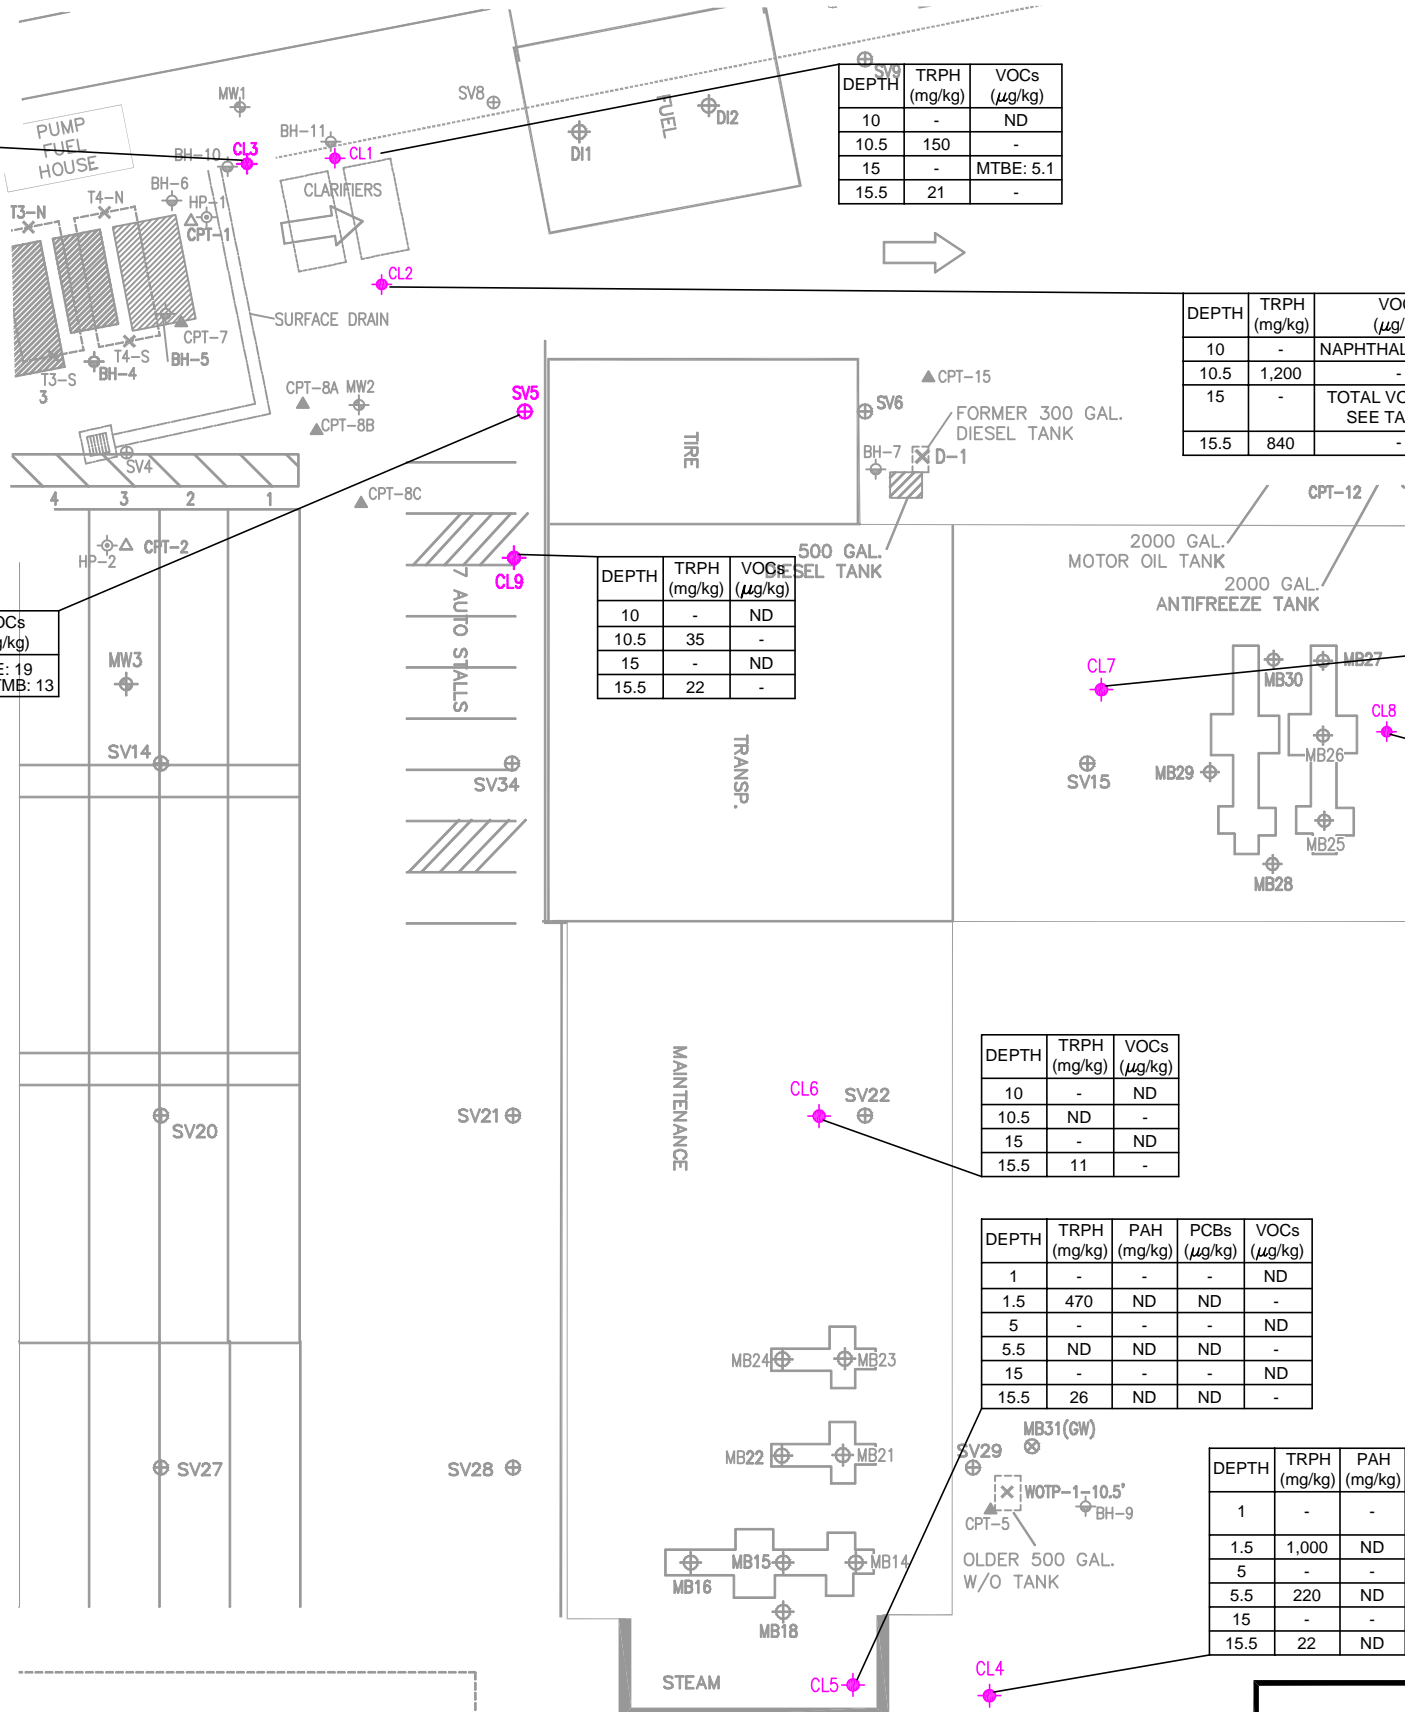 MW1
PUMP
FUEL
HOUSE
BH-10
CL3
BH-11
CL1
CLARIFIERS
SV8
FUEL
DI1
DI2
SV9
DEPTH TRPH (mg/kg) VOCs (µg/kg)
10 - ND
10.5 150 -
15 - MTBE: 5.1
15.5 21 -
T3-N
T4-N
BH-6
HP-1
CPT-1
CL2
SURFACE DRAIN
CPT-7
T4-S
BH-5
BH-4
T3-S
3
CPT-8A
MW2
CPT-8B
SV5
SV4
CPT-8C
4 3 2 1
HP-2
CPT-2
TIRE
SV6
CPT-15
FORMER 300 GAL.
DIESEL TANK
BH-7
D-1
500 GAL.
DIESEL TANK
DEPTH TRPH (mg/kg)
10 -
10.5 1,200 -
15 -
15.5 840 -
CPT-12
2000 GAL.
MOTOR OIL TANK
2000 GAL.
ANTIFREEZE TANK
CL9
7 AUTO STALLS
DEPTH TRPH (mg/kg) VOCs (µg/kg)
10 - ND
10.5 35 -
15 - ND
15.5 22 -
: 19
TMB: 13
MW3
SV14
SV34
TRANSP.
CL7
MB30
MB27
CL8
MB26
MB29
SV15
MB25
MB28
MAINTENANCE
CL6
SV22
SV20
SV21
DEPTH TRPH (mg/kg) VOCs (µg/kg)
10 - ND
10.5 ND -
15 - ND
15.5 11 -
DEPTH TRPH (mg/kg) PAH (mg/kg) PCBs (µg/kg) VOCs (µg/kg)
1 - - - ND
1.5 470 ND ND -
5 - - - ND
5.5 ND ND ND -
15 - - - ND
15.5 26 ND ND -
MB24
MB23
MB22
MB21
SV27
SV28
SV29
MB31(GW)
WOTP-1-10.5'
CPT-5
BH-9
OLDER 500 GAL.
W/O TANK
MB16
MB15
MB14
MB18
DEPTH TRPH (mg/kg) PAH (mg/kg)
1 - -
1.5 1,000 ND
5 - -
5.5 220 ND
15 - -
15.5 22 ND
STEAM
CL5
CL4